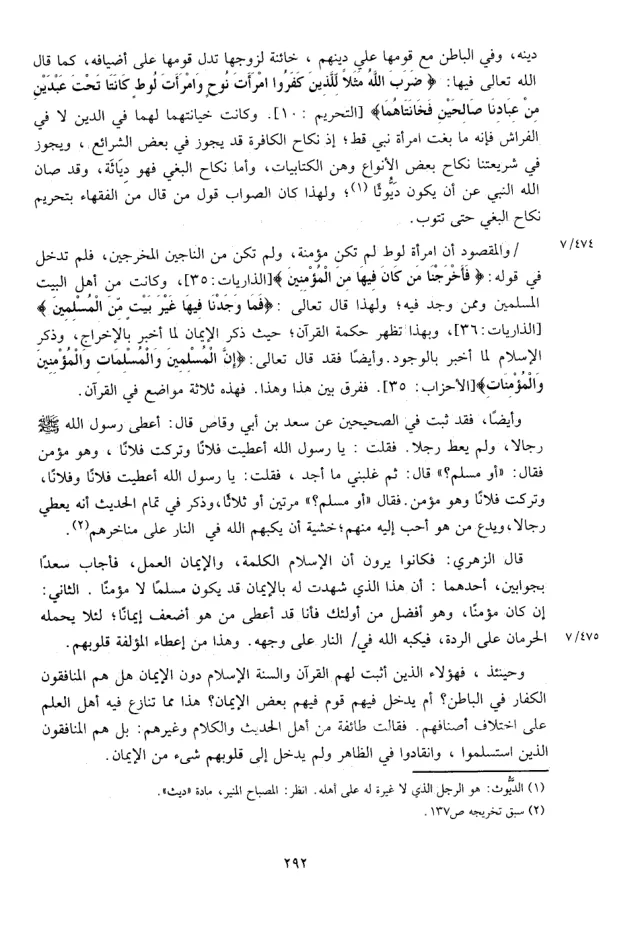 دينه، وفي الباطن مع قومها علي دينهم ، خائنة لزوجها تدل قومها على أضيافه، كما قال
الله تعالى فيها: ﴿ ضَرَبَ اللَّهُ مَثَلاً لِّلَّذِينَ كَفَرُوا امْرَأَتَ نُوحٍ وَامْرَأَتَ لُوطٍ كَانَتَا تَحْتَ عَبْدَيْنِ
مِنْ عِبَادِنَا صَالِحَيْنِ فَخَانَتَاهُمَا﴾ [التحريم :١٠]. وكانت خيانتهما لهما في الدين لا في
الفراش فإنه ما بغت امرأة نبي قط؛ إذ نكاح الكافرة قد يجوز في بعض الشرائع ، ويجوز
في شريعتنا نكاح بعض الأنواع وهن الكتابيات، وأما نكاح البغي فهو دِيَاثَة، وقد صان
الله النبي عن أن يكون دَيُّوثًا (١)؛ ولهذا كان الصواب قول من قال من الفقهاء بتحريم
نكاح البغي حتى تتوب.
٧/٤٧٤ /والمقصود أن امرأة لوط لم تكن مؤمنة، ولم تكن من الناجين المخرجين، فلم تدخل
في قوله: ﴿ فَأَخْرَجْنَا مَن كَانَ فِيهَا مِنَ الْمُؤْمِنِينَ ﴾[الذاريات:٣٥]، وكانت من أهل البيت
المسلمين وممن وجد فيه؛ ولهذا قال تعالى :﴿فَمَا وَجَدْنَا فِيهَا غَيْرَ بَيْتٍ مِّنَ الْمُسْلِمِينَ ﴾
[الذاريات:٣٦]، وبهذا تظهر حكمة القرآن؛ حيث ذكر الإيمان لما أخبر بالإخراج، وذكر
الإسلام لما أخبر بالوجود.وأيضًا فقد قال تعالى:﴿إِنَّ الْمُسْلِمِينَ وَالْمُسْلِمَاتِ وَالْمُؤْمِنِينَ
وَالْمُؤْمِنَاتِ﴾[الأحزاب: ٣٥]. ففرق بين هذا وهذا. فهذه ثلاثة مواضع في القرآن.
وأيضًا، فقد ثبت في الصحيحين عن سعد بن أبي وقاص قال: أعطى رسول الله ﷺ
رجالا، ولم يعط رجلا. فقلت : يا رسول الله أعطيت فلانًا وتركت فلانًا ، وهو مؤمن
فقال: «أو مسلم؟» قال: ثم غلبني ما أجد ، فقلت: يا رسول الله أعطيت فلانًا وفلانًا،
وتركت فلانًا وهو مؤمن.فقال «أو مسلم؟» مرتين أو ثلاثًا،وذكر في تمام الحديث أنه يعطي
رجالا،ويدع من هو أحب إليه منهم؛خشية أن يكبهم الله في النار على مناخرهم(٢).
قال الزهري: فكانوا يرون أن الإسلام الكلمة، والإيمان العمل، فأجاب سعدًا
بجوابين، أحدهما : أن هذا الذي شهدت له بالإيمان قد يكون مسلمًا لا مؤمنًا . الثاني:
إن كان مؤمنًا، وهو أفضل من أولئك فأنا قد أعطى من هو أضعف إيمانًا؛ لئلا يحمله
٧/٤٧٥ الحرمان على الردة، فيكبه الله في/ النار على وجهه. وهذا من إعطاء المؤلفة قلوبهم.
وحينئذ ، فهؤلاء الذين أثبت لهم القرآن والسنة الإسلام دون الإيمان هل هم المنافقون
الكفار في الباطن؟ أم يدخل فيهم قوم فيهم بعض الإيمان؟ هذا مما تنازع فيه أهل العلم
على اختلاف أصنافهم. فقالت طائفة من أهل الحديث والكلام وغيرهم: بل هم المنافقون
الذين استسلموا ، وانقادوا في الظاهر ولم يدخل إلى قلوبهم شىء من الإيمان.
(١) الدَّيُّوث: هو الرجل الذي لا غيرة له على أهله. انظر: المصباح المنير، مادة «ديث».
(٢) سبق تخريجه ص١٣٧.
٢٩٢